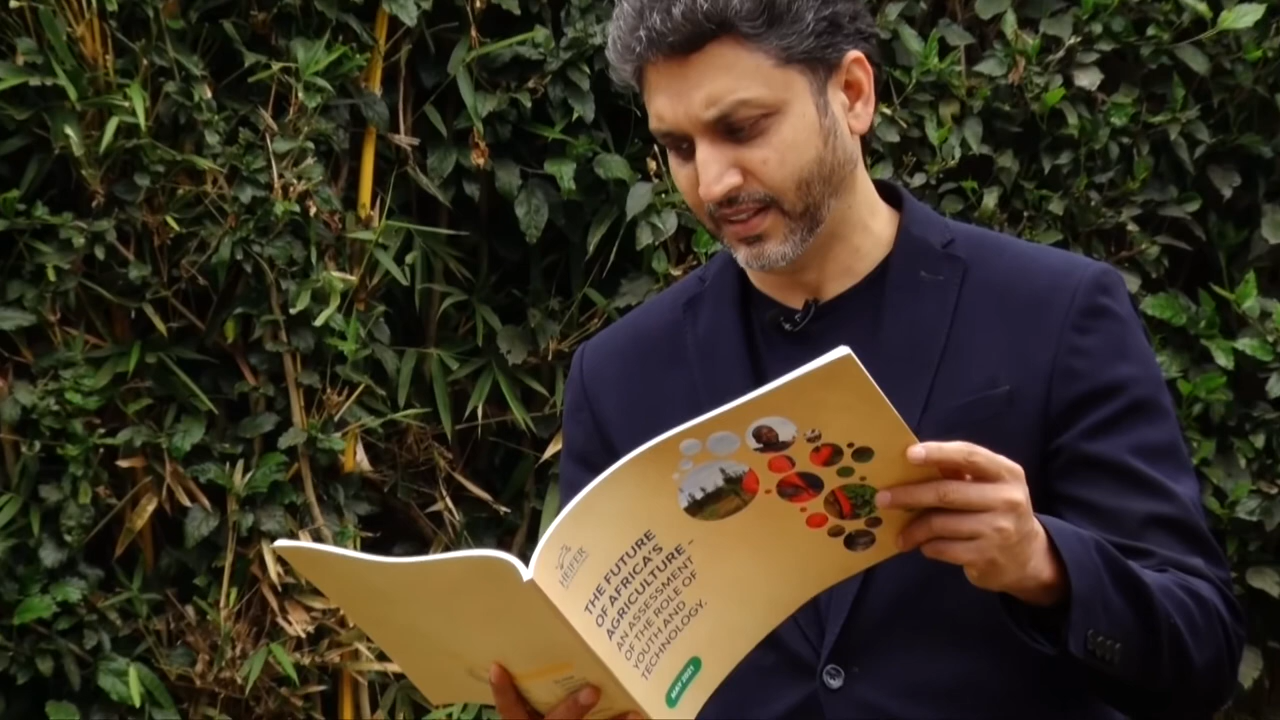 HEIFER
THE FUTURE
OF AFRICA'S
AGRICULTURE –
AN ASSESSMENT
OF THE ROLE OF
YOUTH AND
TECHNOLOGY.
MAY 2021